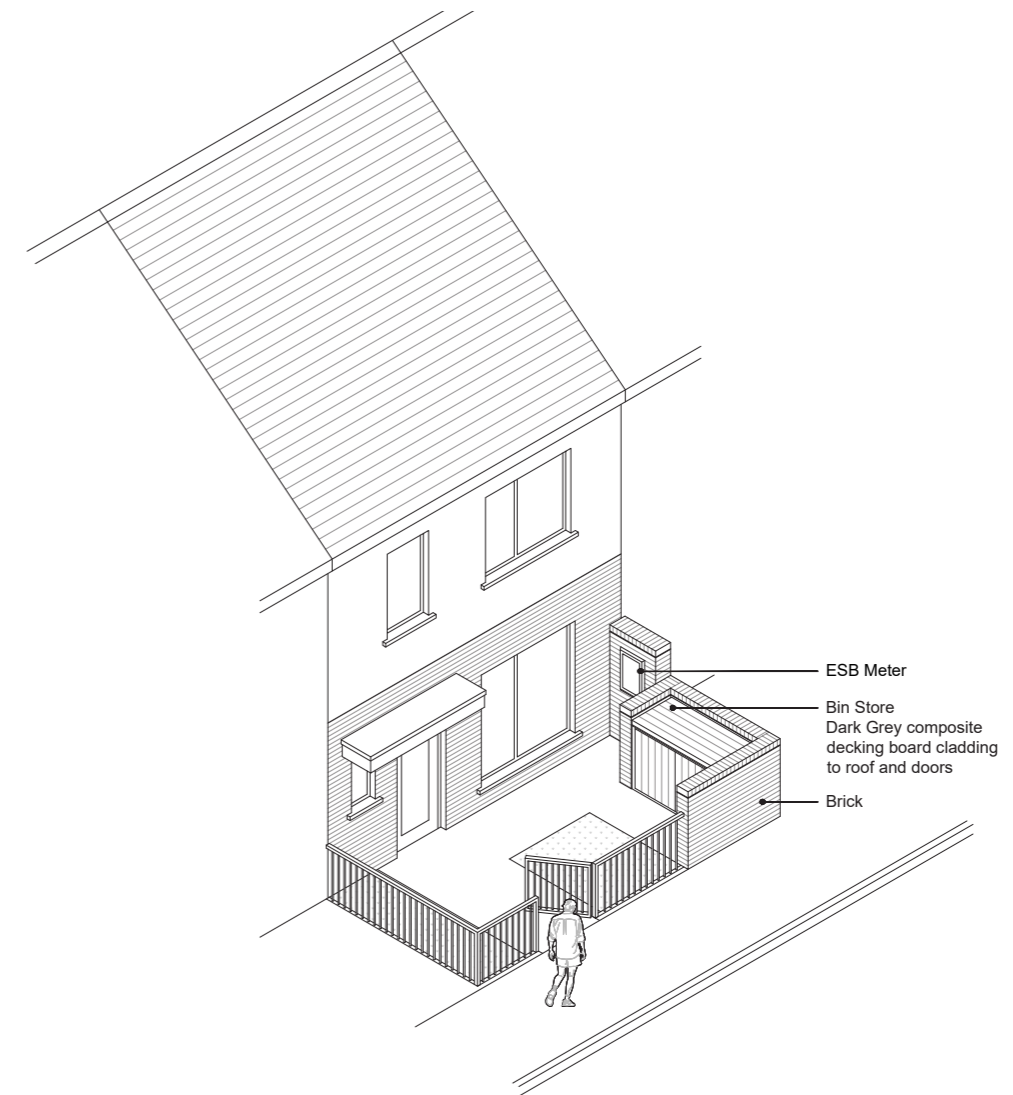 ESB Meter
Bin Store
Dark Grey composite
decking board cladding
to roof and doors
Brick